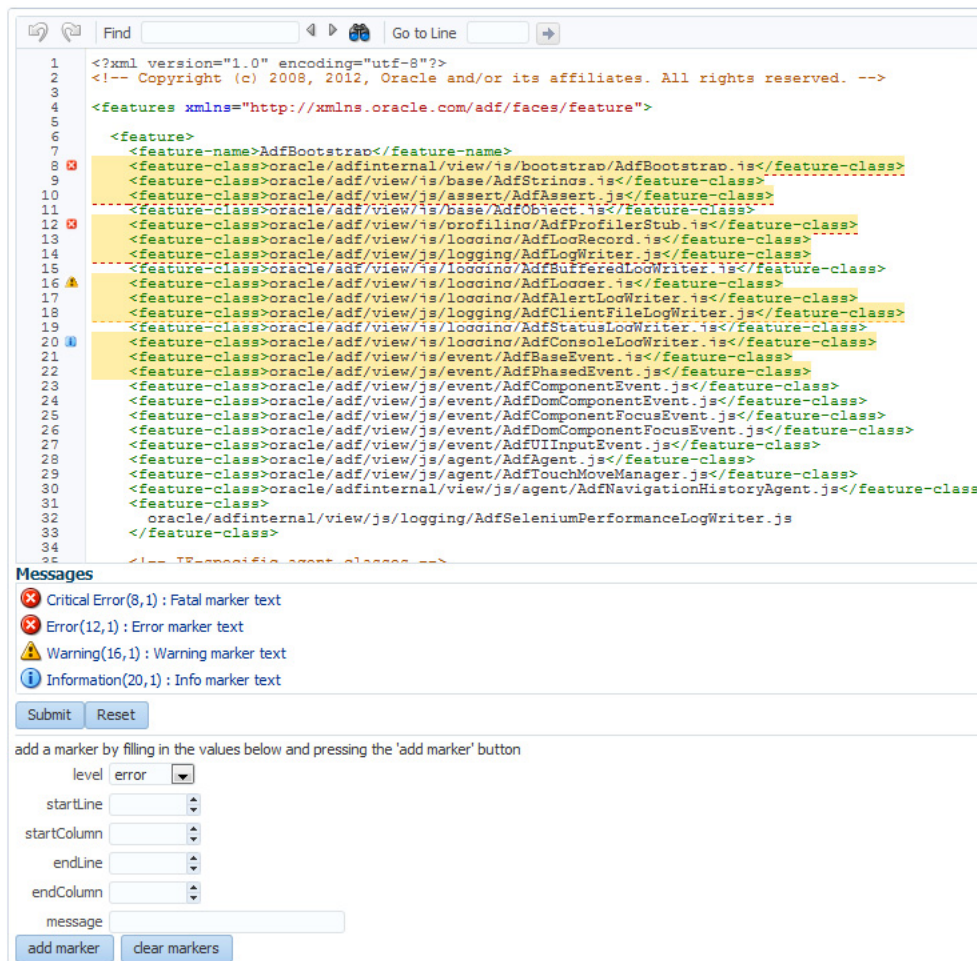 Find Go to Line
1 <?xml version="1.0" encoding="utf-8"?>
2 <!-- Copyright (c) 2008, 2012, Oracle and/or its affiliates. All rights reserved. -->
3
4 <features xmlns="http://xmlns.oracle.com/adf/faces/feature">
5
6 <feature>
7 <feature-name>AdfBootstrap</feature-name>
8 <feature-class>oracle/adfinternal/view/js/bootstrap/AdfBootstrap.js</feature-class>
9 <feature-class>oracle/adf/view/js/base/AdfStrings.js</feature-class>
10 <feature-class>oracle/adf/view/js/assert/AdfAssert.js</feature-class>
11 <feature-class>oracle/adf/view/js/base/AdfObject.js</feature-class>
12 <feature-class>oracle/adf/view/js/profiling/AdfProfilerStub.js</feature-class>
13 <feature-class>oracle/adf/view/js/logging/AdfLogRecord.js</feature-class>
14 <feature-class>oracle/adf/view/js/logging/AdfLogWriter.js</feature-class>
15 <feature-class>oracle/adf/view/js/logging/AdfBufferedLogWriter.js</feature-class>
16 <feature-class>oracle/adf/view/js/logging/AdfLogger.js</feature-class>
17 <feature-class>oracle/adf/view/js/logging/AdfAlertLogWriter.js</feature-class>
18 <feature-class>oracle/adf/view/js/logging/AdfClientFileLogWriter.js</feature-class>
19 <feature-class>oracle/adf/view/js/logging/AdfStatusLogWriter.js</feature-class>
20 <feature-class>oracle/adf/view/js/logging/AdfConsoleLogWriter.js</feature-class>
21 <feature-class>oracle/adf/view/js/event/AdfBaseEvent.js</feature-class>
22 <feature-class>oracle/adf/view/js/event/AdfPhasedEvent.js</feature-class>
23 <feature-class>oracle/adf/view/js/event/AdfComponentEvent.js</feature-class>
24 <feature-class>oracle/adf/view/js/event/AdfDomComponentEvent.js</feature-class>
25 <feature-class>oracle/adf/view/js/event/AdfComponentFocusEvent.js</feature-class>
26 <feature-class>oracle/adf/view/js/event/AdfDomComponentFocusEvent.js</feature-class>
27 <feature-class>oracle/adf/view/js/event/AdfUIInputEvent.js</feature-class>
28 <feature-class>oracle/adf/view/js/agent/AdfAgent.js</feature-class>
29 <feature-class>oracle/adf/view/js/agent/AdfTouchMoveManager.js</feature-class>
30 <feature-class>oracle/adfinternal/view/js/agent/AdfNavigationHistoryAgent.js</feature-class
31 <feature-class>
32 oracle/adfinternal/view/js/logging/AdfSeleniumPerformanceLogWriter.js
33 </feature-class>
34
35 <!-- IE-specific agent classes -->
Messages
Critical Error(8,1) : Fatal marker text
Error(12,1) : Error marker text
Warning(16,1) : Warning marker text
Information(20,1) : Info marker text
Submit Reset
add a marker by filling in the values below and pressing the 'add marker' button
level error
startLine
startColumn
endLine
endColumn
message
add marker clear markers